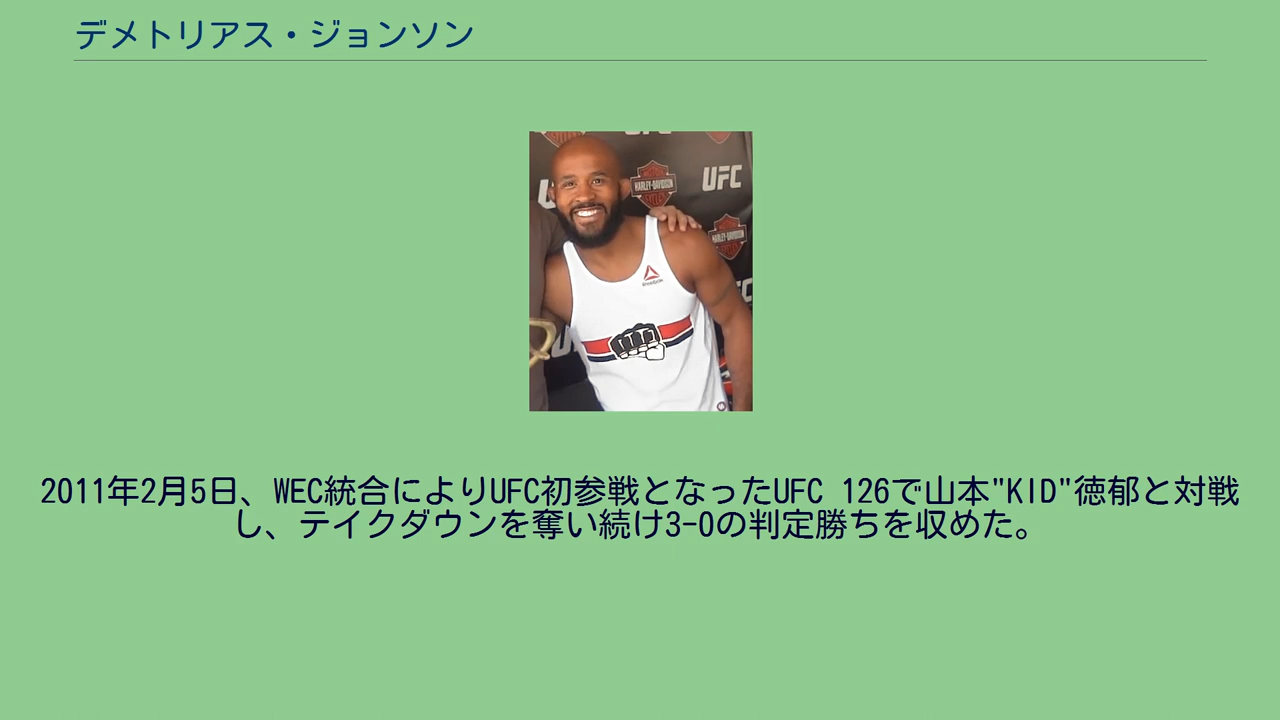 デメトリアス・ジョンソン
UFC
HARLEY-DAVIDSON
UFC
2011年2月5日、WEC統合によりUFC初参戦となったUFC 126で山本"KID"徳郁と対戦
し、テイクダウンを奪い続け3-0の判定勝ちを収めた。